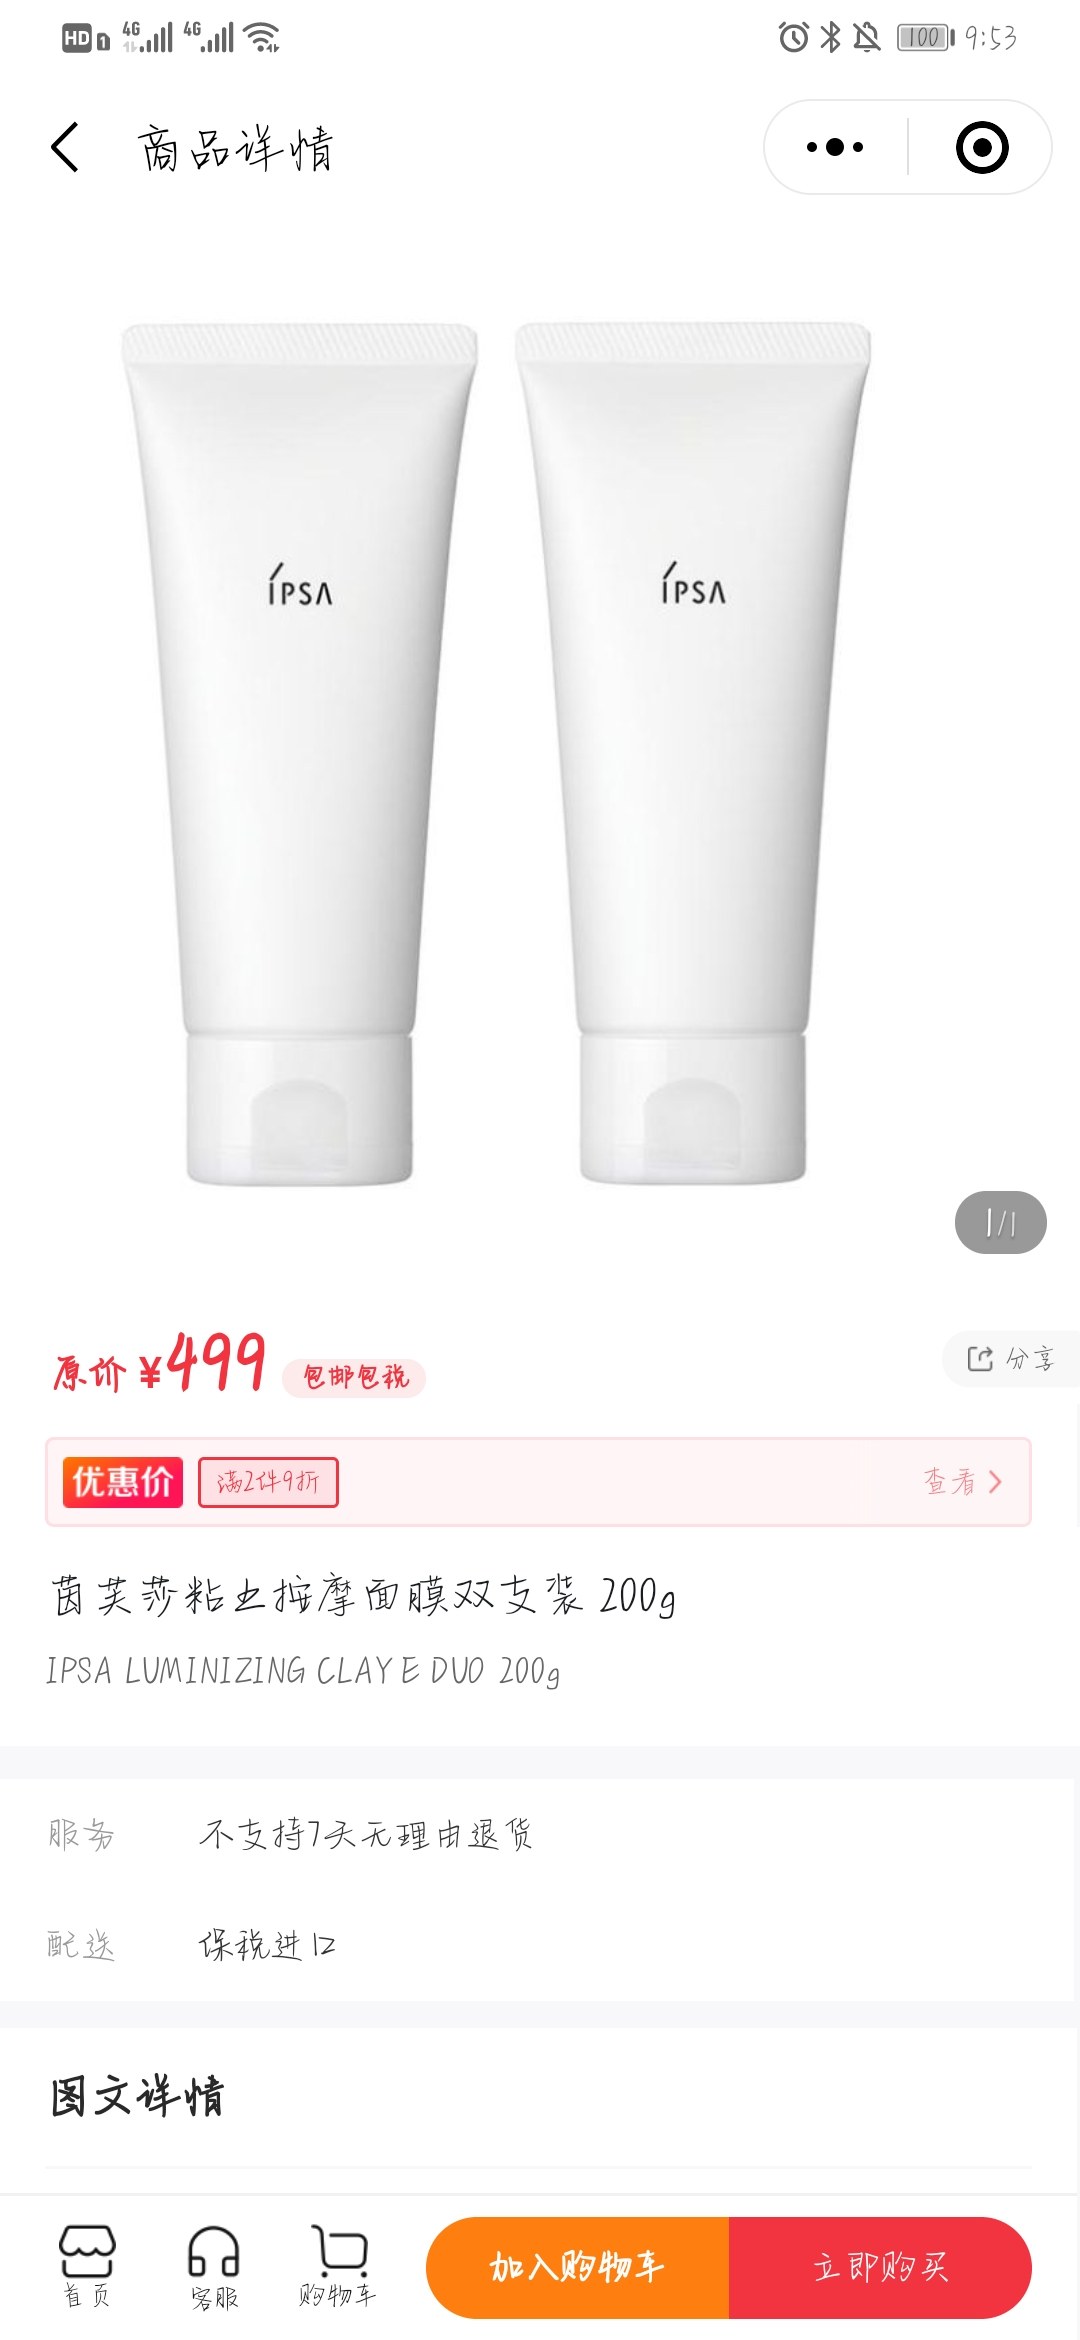 HD 1 4G 4G 100 9:53
商品详情
IPSA IPSA
1/1
原价 ¥499 包邮包税 分享
优惠价 满2件9折 查看
茵芙莎粘土按摩面膜双支装 200g
IPSA LUMINIZING CLAY E DUO 200g
服务 不支持7天无理由退货
配送 保税进口
图文详情
首页 客服 购物车 加入购物车 立即购买